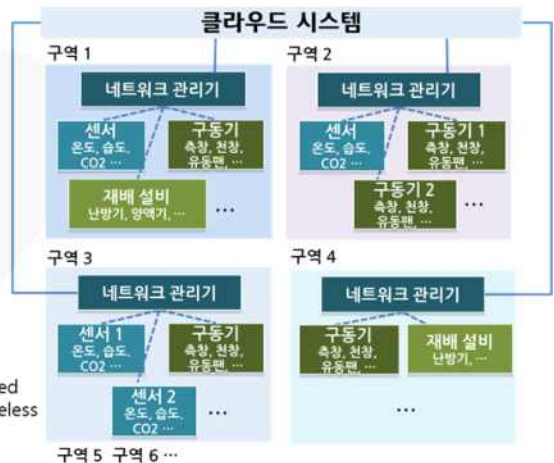 클라우드 시스템
구역 1
네트워크 관리기
센서
온도, 습도,
CO2 …
구동기
측창, 천창,
유동팬, …
재배 설비
난방기, 양액기, …
…
구역 2
네트워크 관리기
센서
온도, 습도,
CO2 …
구동기 1
측창, 천창,
유동팬, …
구동기 2
측창, 천창,
유동팬, …
…
구역 3
네트워크 관리기
센서 1
온도, 습도,
CO2 …
구동기
측창, 천창,
유동팬, …
센서 2
온도, 습도,
CO2 …
…
구역 4
네트워크 관리기
구동기
측창, 천창,
유동팬, …
재배 설비
난방기, …
…
ed
eless
구역 5 구역 6 …